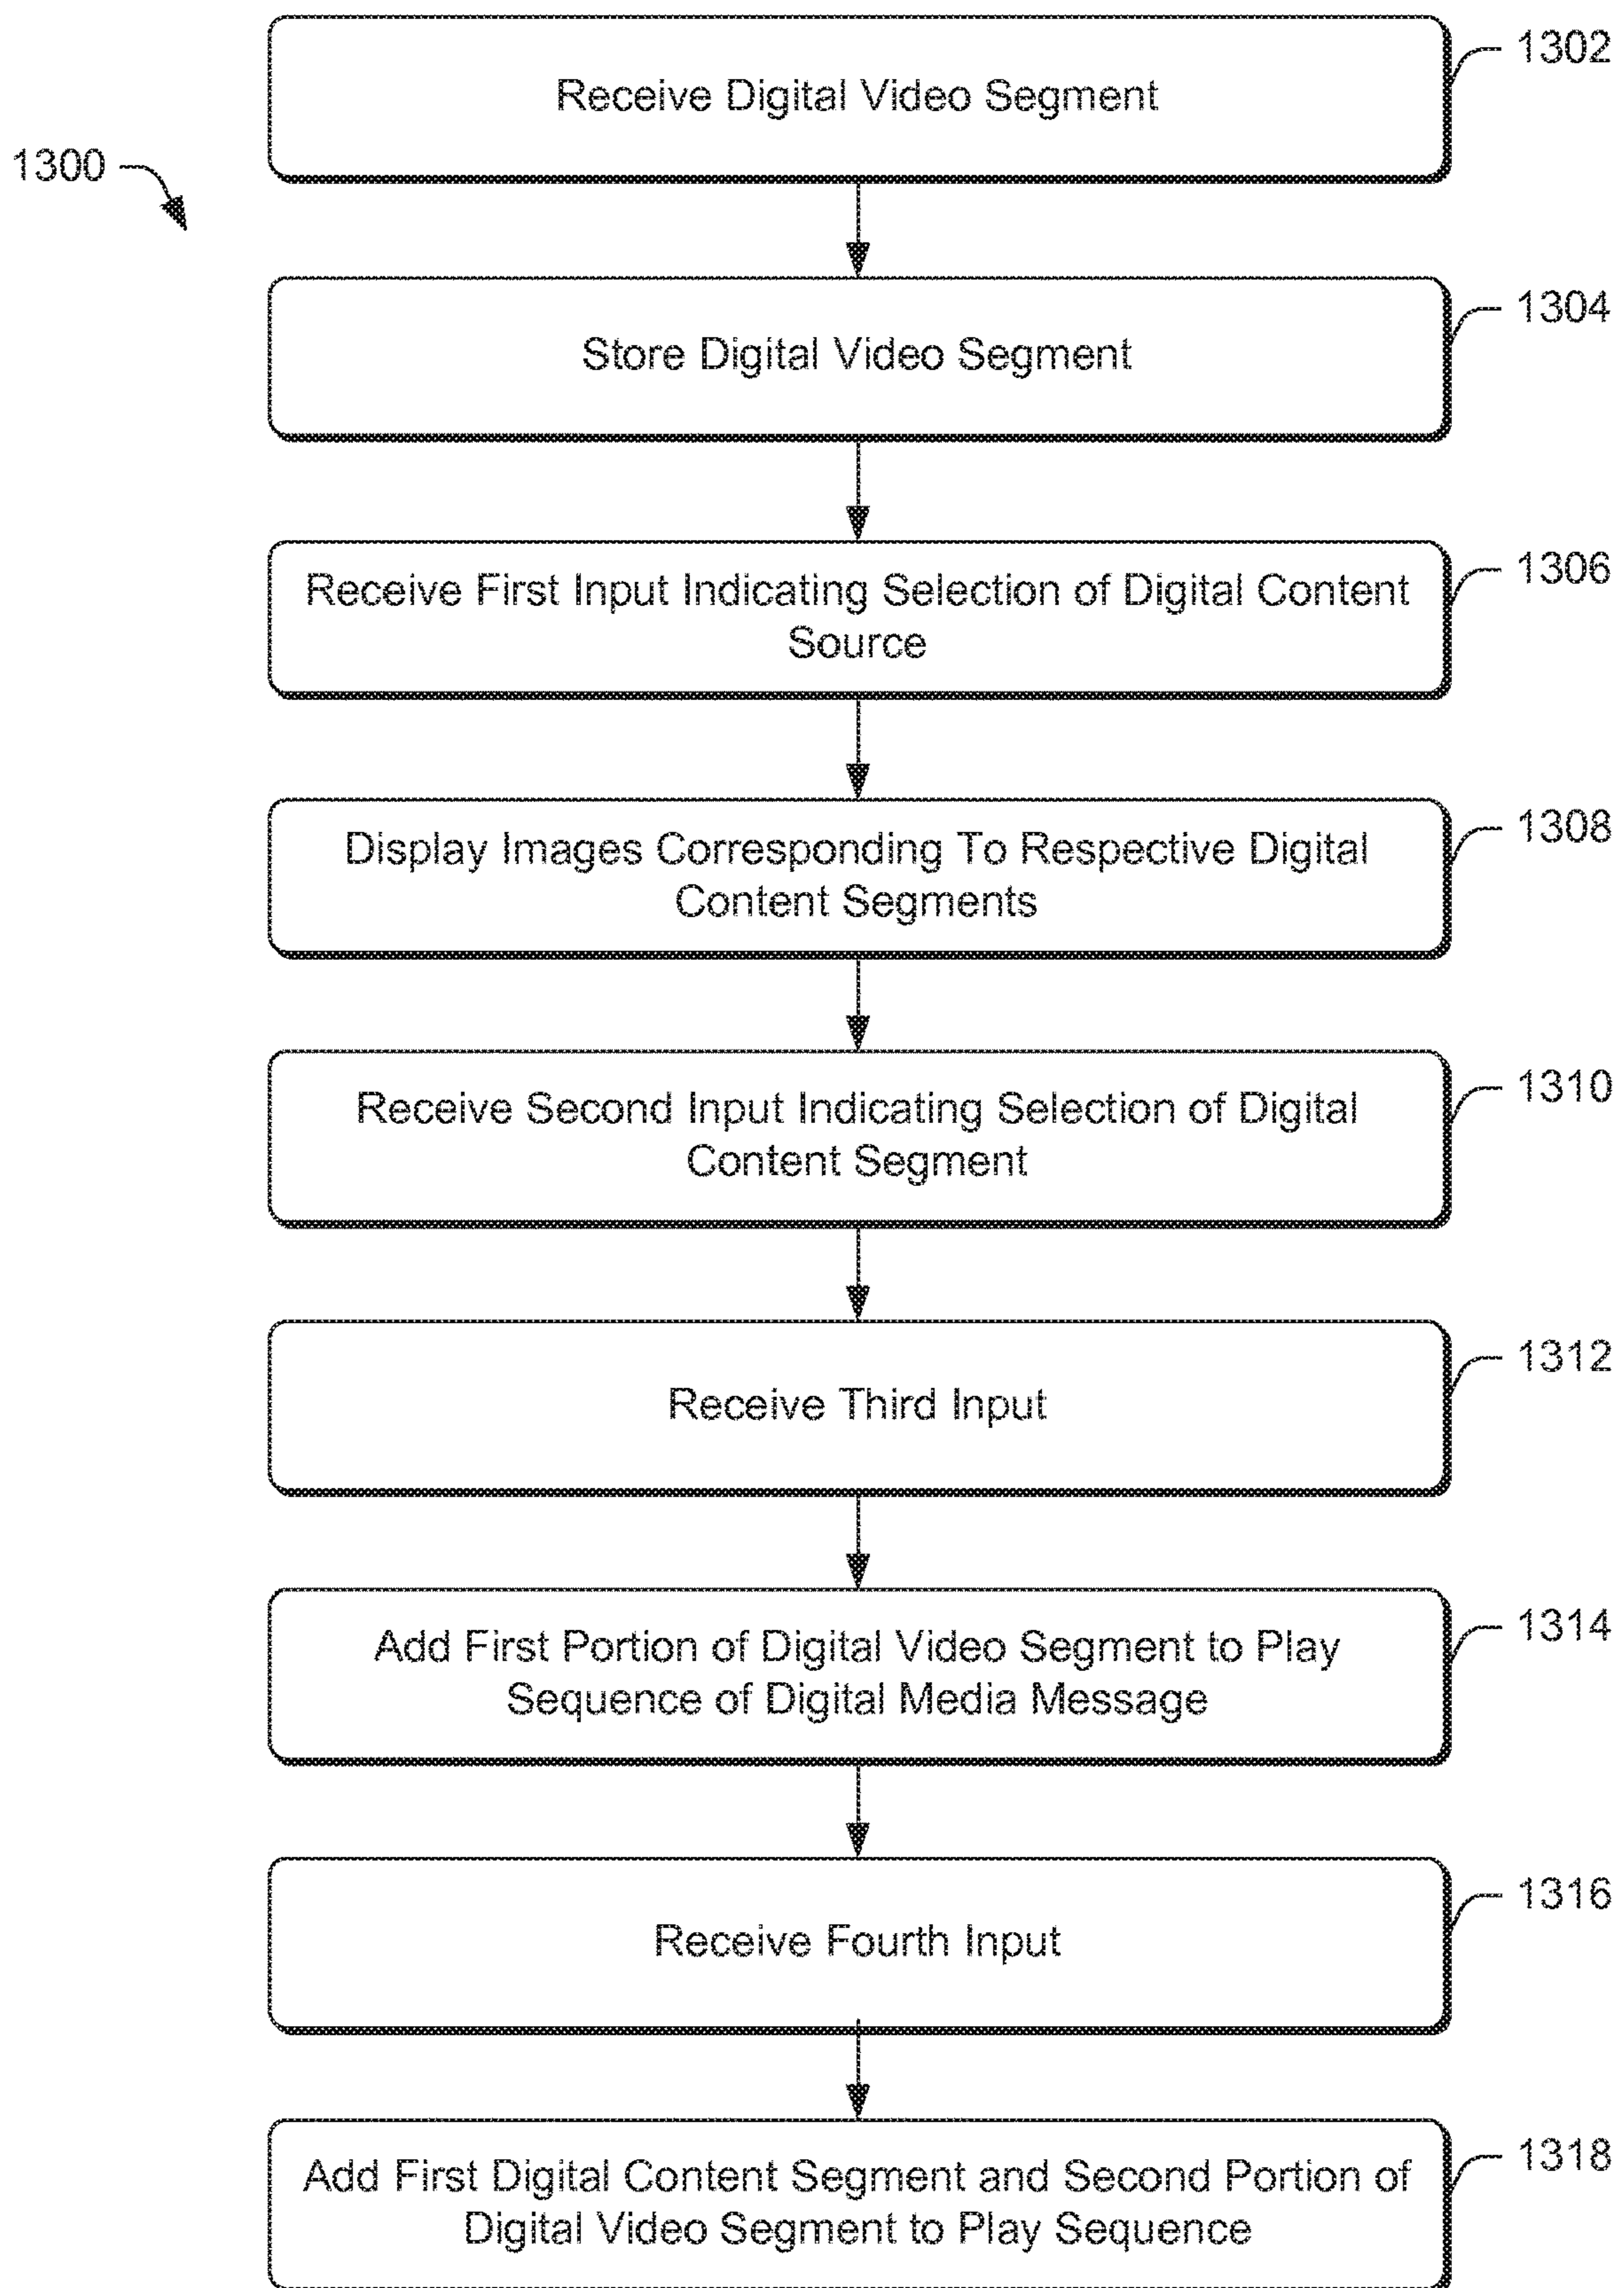 1300
Receive Digital Video Segment
1302
Store Digital Video Segment
1304
Receive First Input Indicating Selection of Digital Content
Source
1306
Display Images Corresponding To Respective Digital
Content Segments
1308
Receive Second Input Indicating Selection of Digital
Content Segment
1310
Receive Third Input
1312
Add First Portion of Digital Video Segment to Play
Sequence of Digital Media Message
1314
Receive Fourth Input
1316
Add First Digital Content Segment and Second Portion of
Digital Video Segment to Play Sequence
1318